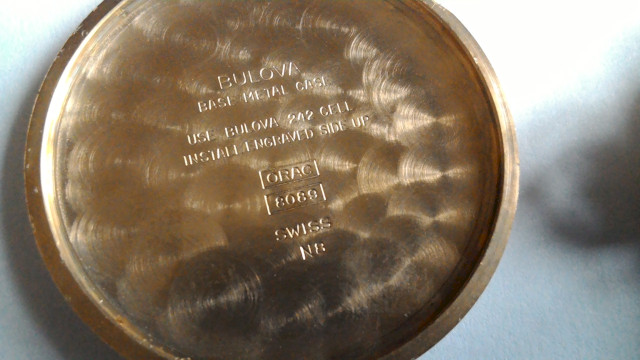 BULOVA
BASE METAL CASE
USE BULOVA 242 CELL
INSTALL ENGRAVED SIDE UP
ORAC
8089
SWISS
N8